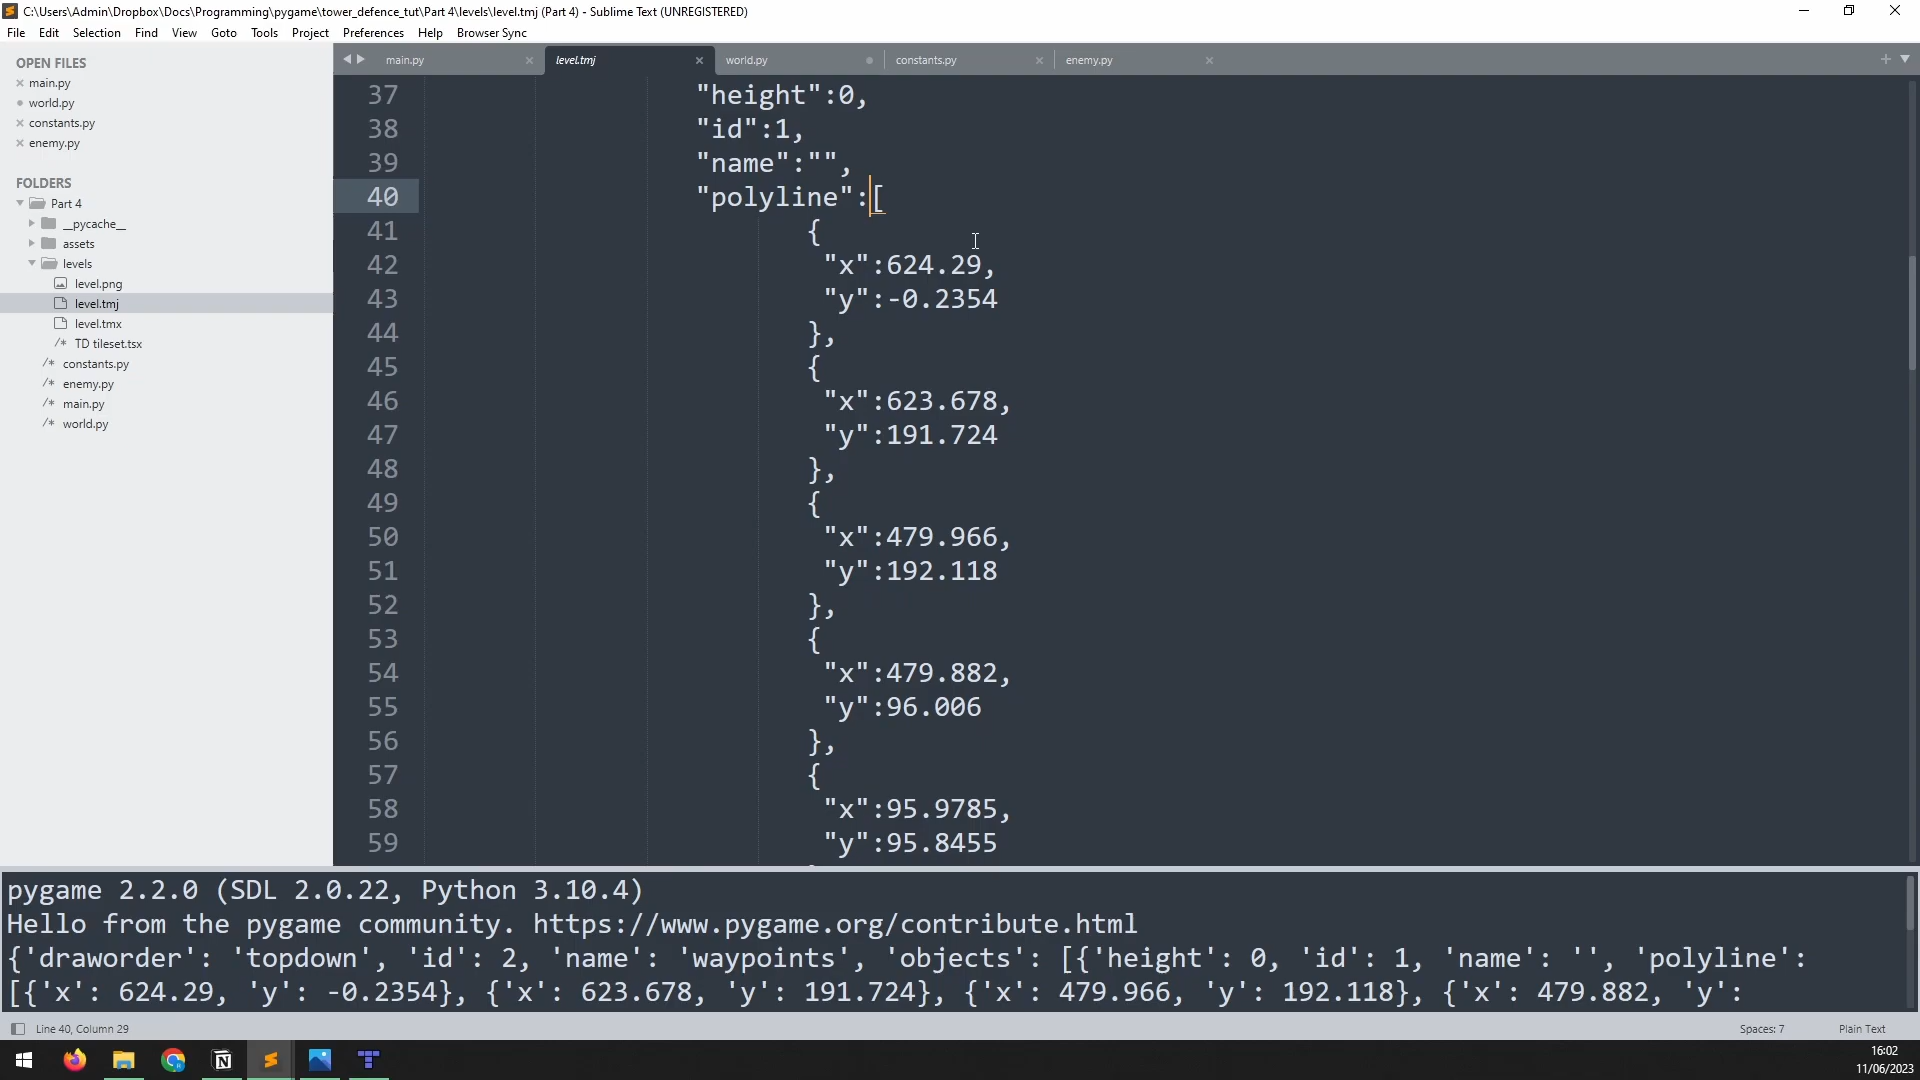 C:\Users\Admin\Dropbox\Docs\Programming\pygame\tower_defence_tut\Part 4\levels\level.tmj (Part 4) - Sublime Text (UNREGISTERED)
File Edit Selection Find View Goto Tools Project Preferences Help Browser Sync
OPEN FILES
main.py
world.py
constants.py
enemy.py
FOLDERS
Part 4
__pycache__
assets
levels
level.png
level.tmj
level.tmx
/* TD tileset.tsx
/* constants.py
/* enemy.py
/* main.py
/* world.py
main.py level.tmj world.py constants.py enemy.py
37 "height":0,
38 "id":1,
39 "name":"",
40 "polyline":[
41 {
42 "x":624.29,
43 "y":-0.2354
44 },
45 {
46 "x":623.678,
47 "y":191.724
48 },
49 {
50 "x":479.966,
51 "y":192.118
52 },
53 {
54 "x":479.882,
55 "y":96.006
56 },
57 {
58 "x":95.9785,
59 "y":95.8455
pygame 2.2.0 (SDL 2.0.22, Python 3.10.4)
Hello from the pygame community. https://www.pygame.org/contribute.html
{'draworder': 'topdown', 'id': 2, 'name': 'waypoints', 'objects': [{'height': 0, 'id': 1, 'name': '', 'polyline':
[{'x': 624.29, 'y': -0.2354}, {'x': 623.678, 'y': 191.724}, {'x': 479.966, 'y': 192.118}, {'x': 479.882, 'y':
Line 40, Column 29 Spaces: 7 Plain Text
16:02
11/06/2023